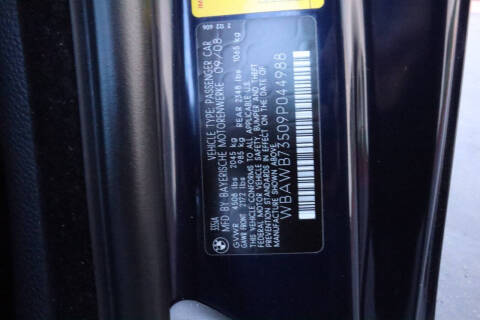 335A
VEHICLE TYPE: PASSENGER CAR
MFD BY BAYERISCHE MOTORENWERKE 09/08
GVWR 4508 lbs 2045 kg
GAWR FRONT 2172 lbs 985 kg REAR 2348 lbs 1065 kg
THIS VEHICLE CONFORMS TO ALL APPLICABLE U.S.
FEDERAL MOTOR VEHICLE SAFETY, BUMPER AND THEFT
PREVENTION STANDARDS IN EFFECT ON THE DATE OF
MANUFACTURE SHOWN ABOVE.
WBAWB73509P044988